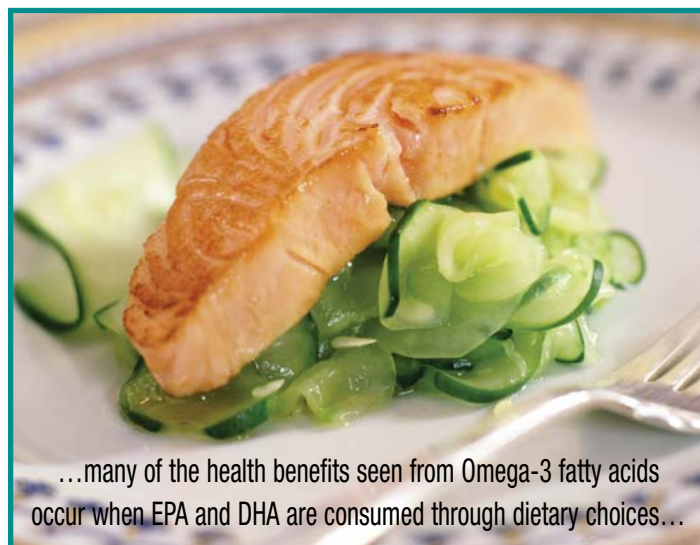 …many of the health benefits seen from Omega-3 fatty acids
occur when EPA and DHA are consumed through dietary choices…